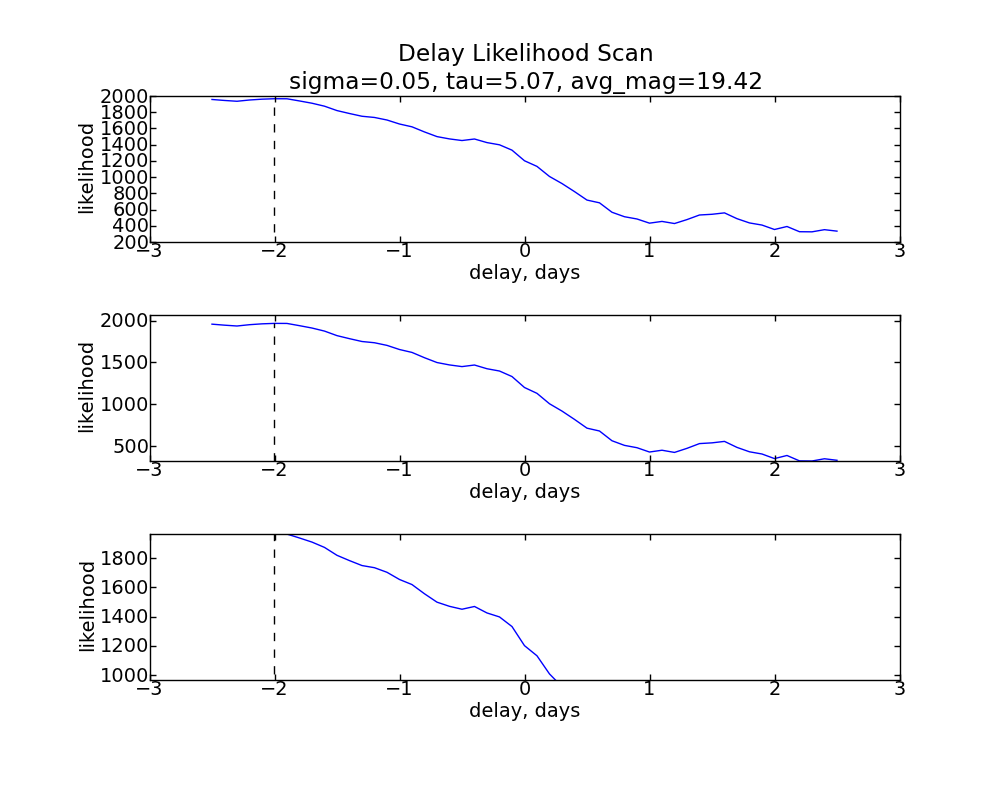 Delay Likelihood Scan
sigma=0.05, tau=5.07, avg_mag=19.42
likelihood
2000
1800
1600
1400
1200
1000
800
600
400
200
−3 −2 −1 0 1 2 3
delay, days
likelihood
2000
1500
1000
500
−3 −2 −1 0 1 2 3
delay, days
likelihood
1800
1600
1400
1200
1000
−3 −2 −1 0 1 2 3
delay, days